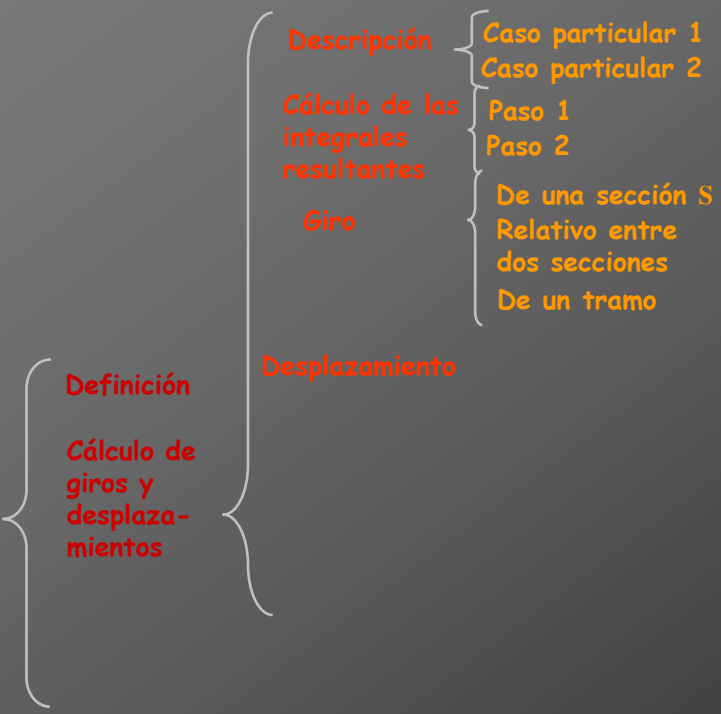 Descripción
Caso particular 1
Caso particular 2
Cálculo de las
integrales
resultantes
Paso 1
Paso 2
Giro
De una sección S
Relativo entre
dos secciones
De un tramo
Desplazamiento
Definición
Cálculo de
giros y
desplaza-
mientos